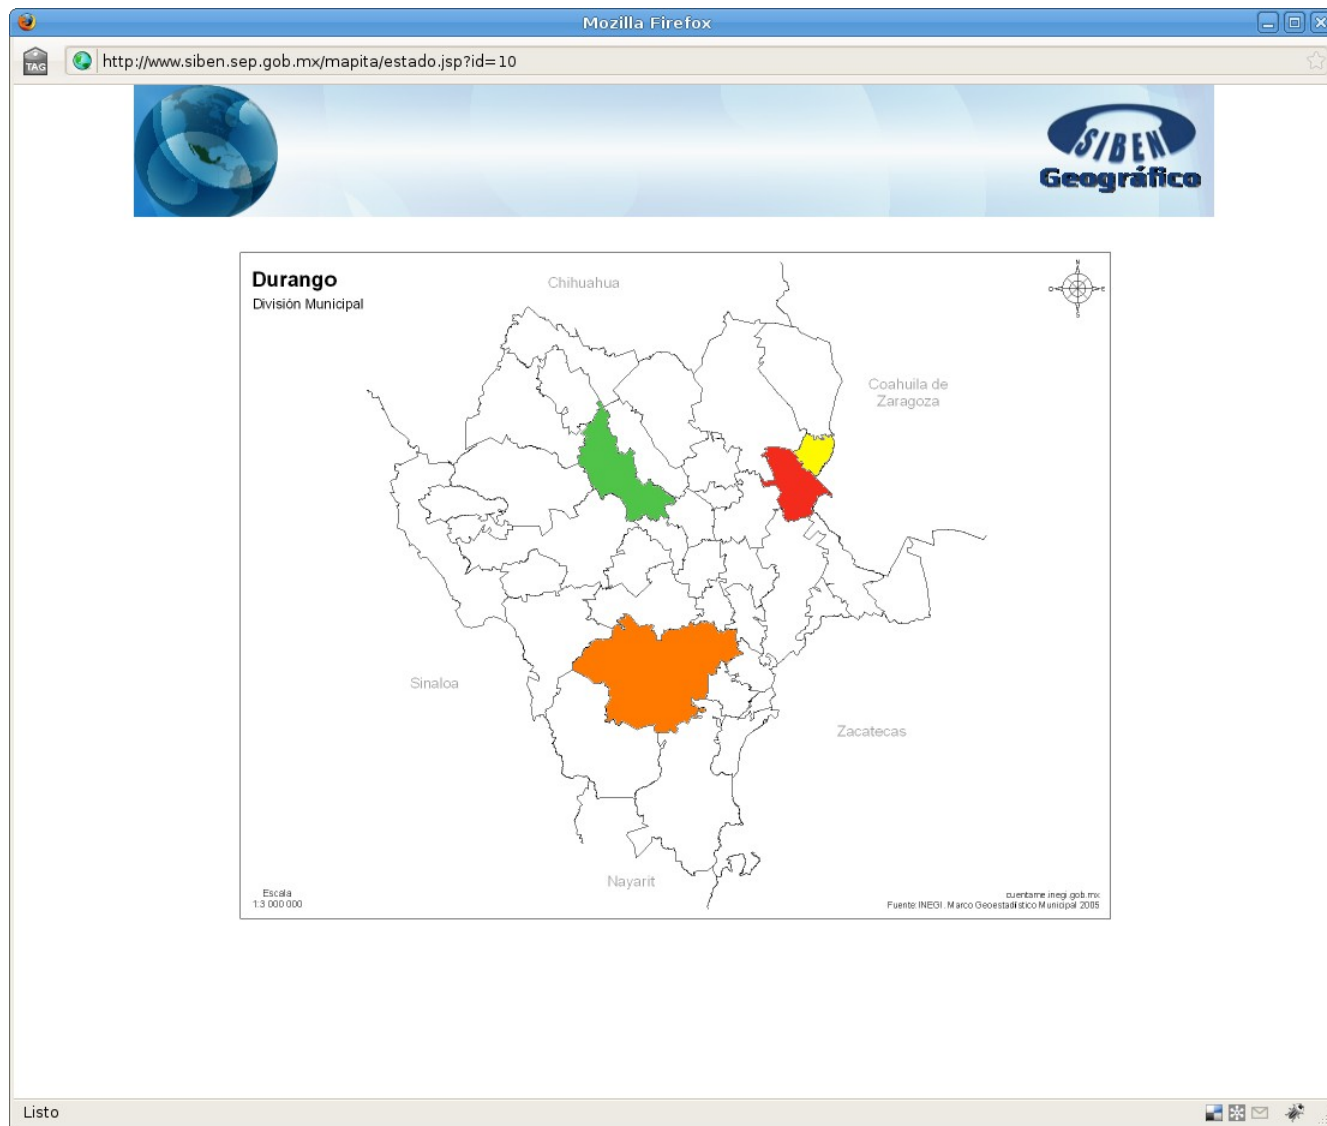 Mozilla Firefox
TAG
http://www.siben.sep.gob.mx/mapita/estado.jsp?id=10
SIBEN
Geográfico
Durango
División Municipal
Chihuahua
N
O E
S
Coahuila de
Zaragoza
Sinaloa
Zacatecas
Nayarit
Escala
1:3 000 000
cuentame.inegi.gob.mx
Fuente: INEGI. Marco Geoestadístico Municipal 2005
Listo